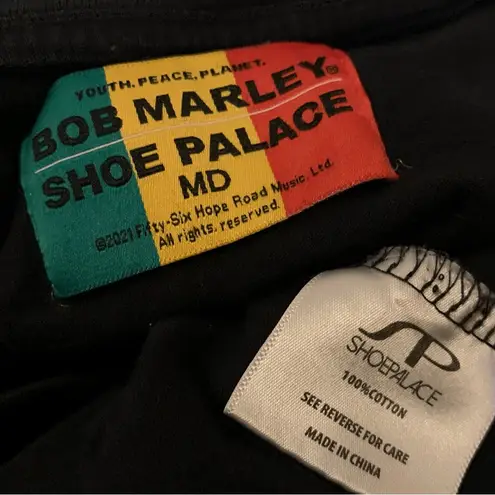 YOUTH. PEACE. PLANET.
BOB MARLEY®
SHOE PALACE
MD
©2021 Fifty-Six Hope Road Music, Ltd.
All rights. reserved.
SP
SHOEPALACE
100%COTTON
SEE REVERSE FOR CARE
MADE IN CHINA